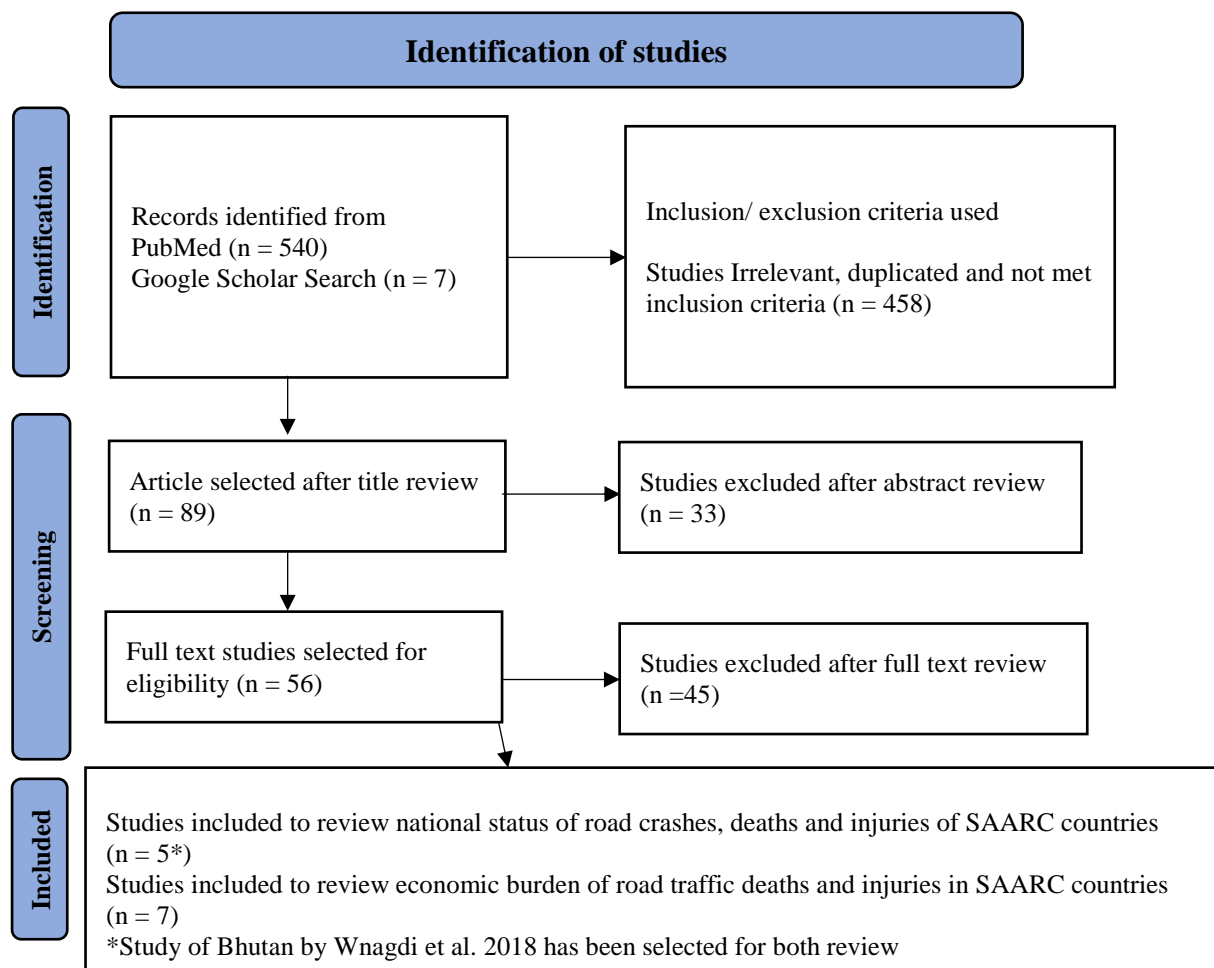 Identification of studies
Identification
Records identified from
PubMed (n = 540)
Google Scholar Search (n = 7)
Inclusion/ exclusion criteria used
Studies Irrelevant, duplicated and not met
inclusion criteria (n = 458)
Screening
Article selected after title review
(n = 89)
Studies excluded after abstract review
(n = 33)
Full text studies selected for
eligibility (n = 56)
Studies excluded after full text review
(n =45)
Included
Studies included to review national status of road crashes, deaths and injuries of SAARC countries
(n = 5*)
Studies included to review economic burden of road traffic deaths and injuries in SAARC countries
(n = 7)
*Study of Bhutan by Wnagdi et al. 2018 has been selected for both review